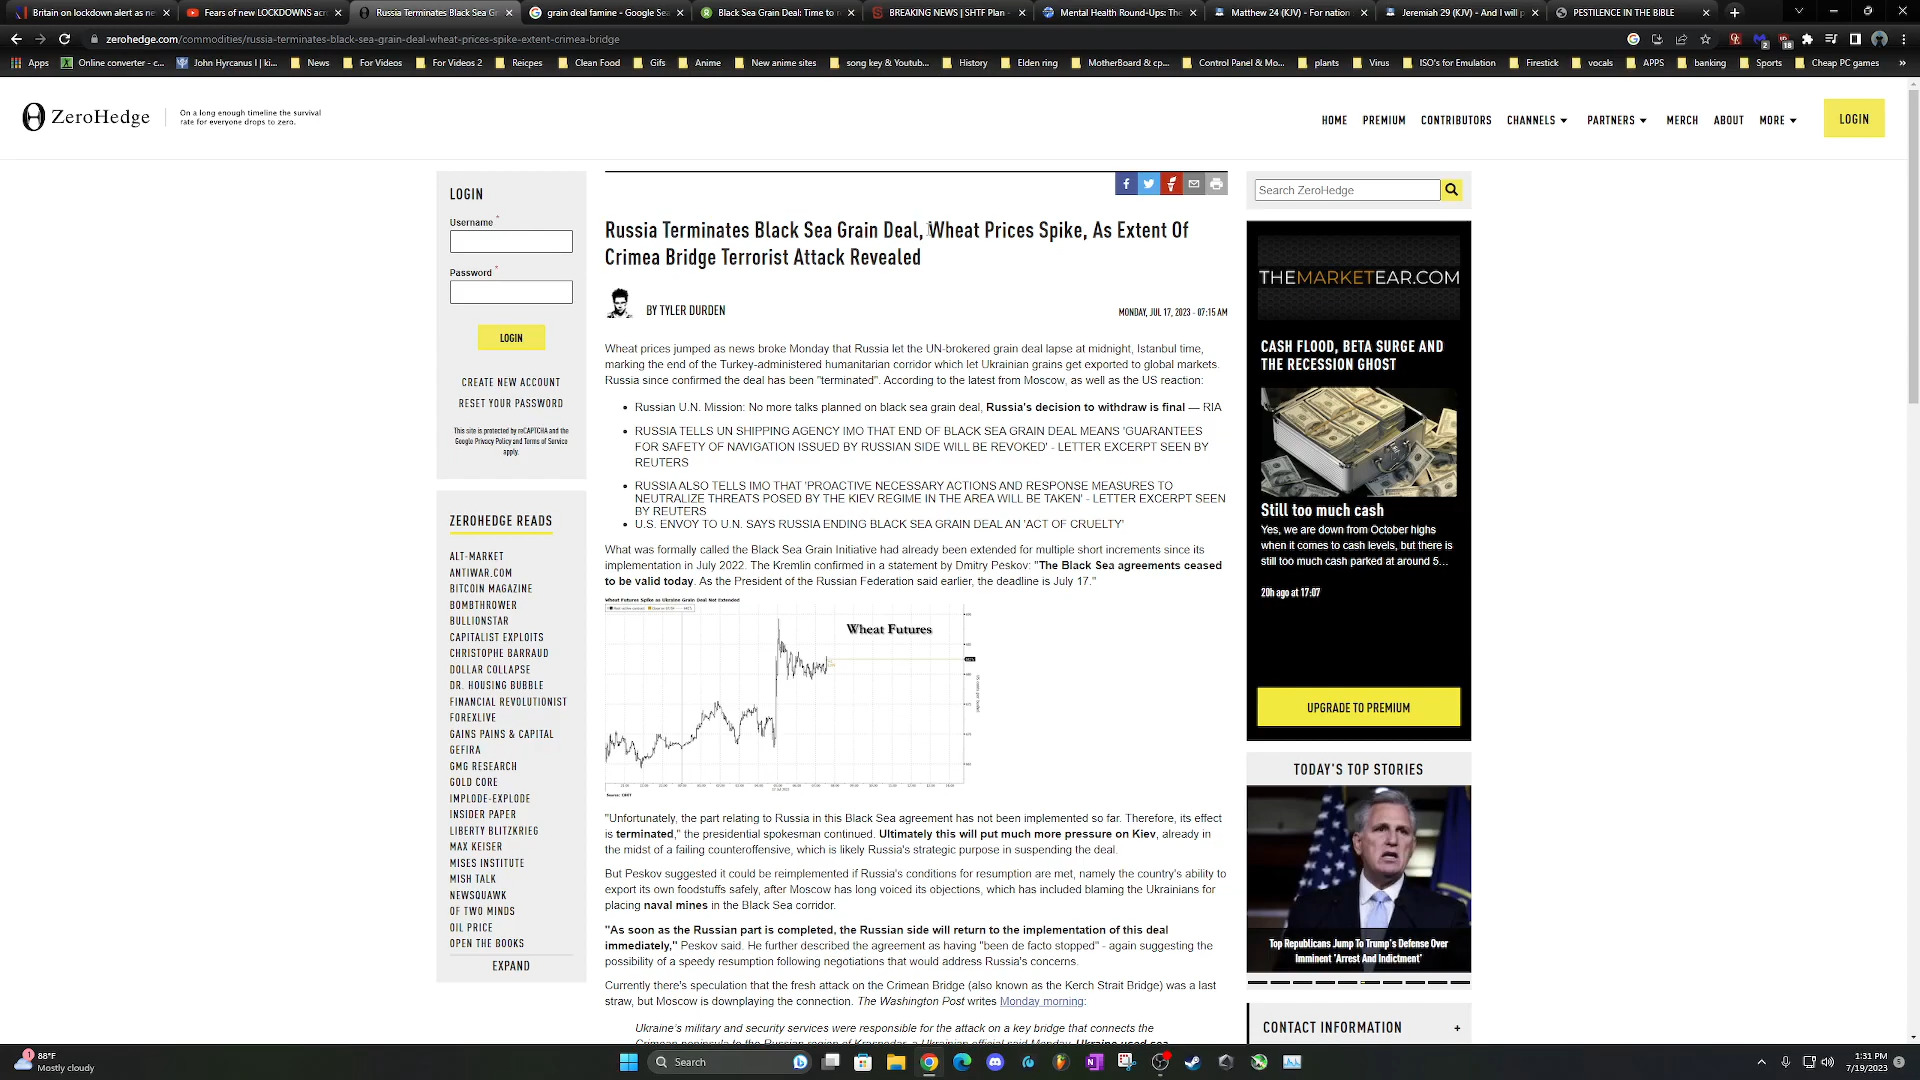 Britain on lockdown alert as ne
Fears of new LOCKDOWNS acro
Russia Terminates Black Sea Gr
grain deal famine - Google Sea
Black Sea Grain Deal: Time to r
BREAKING NEWS | SHTF Plan -
Mental Health Round-Ups: The
Matthew 24 (KJV) - For nation
Jeremiah 29 (KJV) - And I will p
PESTILENCE IN THE BIBLE
zerohedge.com/commodities/russia-terminates-black-sea-grain-deal-wheat-prices-spike-extent-crimea-bridge
Apps
Online converter - c...
John Hyrcanus I | ki...
News
For Videos
For Videos 2
Reicpes
Clean Food
Gifs
Anime
New anime sites
song key & Youtub...
History
Elden ring
MotherBoard & cp...
Control Panel & Mo...
plants
Virus
ISO's for Emulation
Firestick
vocals
APPS
banking
Sports
Cheap PC games
ZeroHedge
On a long enough timeline the survival
rate for everyone drops to zero.
HOME
PREMIUM
CONTRIBUTORS
CHANNELS
PARTNERS
MERCH
ABOUT
MORE
LOGIN
LOGIN
Username *
Password *
LOGIN
CREATE NEW ACCOUNT
RESET YOUR PASSWORD
This site is protected by reCAPTCHA and the
Google Privacy Policy and Terms of Service
apply.
ZEROHEDGE READS
ALT-MARKET
ANTIWAR.COM
BITCOIN MAGAZINE
BOMBTHROWER
BULLIONSTAR
CAPITALIST EXPLOITS
CHRISTOPHE BARRAUD
DOLLAR COLLAPSE
DR. HOUSING BUBBLE
FINANCIAL REVOLUTIONIST
FOREXLIVE
GAINS PAINS & CAPITAL
GEFIRA
GMG RESEARCH
GOLD CORE
IMPLODE-EXPLODE
INSIDER PAPER
LIBERTY BLITZKRIEG
MAX KEISER
MISES INSTITUTE
MISH TALK
NEWSQUAWK
OF TWO MINDS
OIL PRICE
OPEN THE BOOKS
EXPAND
Russia Terminates Black Sea Grain Deal, Wheat Prices Spike, As Extent Of
Crimea Bridge Terrorist Attack Revealed
BY TYLER DURDEN
MONDAY, JUL 17, 2023 - 07:15 AM
Wheat prices jumped as news broke Monday that Russia let the UN-brokered grain deal lapse at midnight, Istanbul time,
marking the end of the Turkey-administered humanitarian corridor which let Ukrainian grains get exported to global markets.
Russia since confirmed the deal has been "terminated". According to the latest from Moscow, as well as the US reaction:
• Russian U.N. Mission: No more talks planned on black sea grain deal, Russia's decision to withdraw is final — RIA
• RUSSIA TELLS UN SHIPPING AGENCY IMO THAT END OF BLACK SEA GRAIN DEAL MEANS 'GUARANTEES
FOR SAFETY OF NAVIGATION ISSUED BY RUSSIAN SIDE WILL BE REVOKED' - LETTER EXCERPT SEEN BY
REUTERS
• RUSSIA ALSO TELLS IMO THAT 'PROACTIVE NECESSARY ACTIONS AND RESPONSE MEASURES TO
NEUTRALIZE THREATS POSED BY THE KIEV REGIME IN THE AREA WILL BE TAKEN' - LETTER EXCERPT SEEN
BY REUTERS
• U.S. ENVOY TO U.N. SAYS RUSSIA ENDING BLACK SEA GRAIN DEAL AN 'ACT OF CRUELTY'
What was formally called the Black Sea Grain Initiative had already been extended for multiple short increments since its
implementation in July 2022. The Kremlin confirmed in a statement by Dmitry Peskov: "The Black Sea agreements ceased
to be valid today. As the President of the Russian Federation said earlier, the deadline is July 17."
Wheat Futures Spike as Ukraine Grain Deal Not Extended
Wheat Futures
Source: CBOT
"Unfortunately, the part relating to Russia in this Black Sea agreement has not been implemented so far. Therefore, its effect
is terminated," the presidential spokesman continued. Ultimately this will put much more pressure on Kiev, already in
the midst of a failing counteroffensive, which is likely Russia's strategic purpose in suspending the deal.
But Peskov suggested it could be reimplemented if Russia's conditions for resumption are met, namely the country's ability to
export its own foodstuffs safely, after Moscow has long voiced its objections, which has included blaming the Ukrainians for
placing naval mines in the Black Sea corridor.
"As soon as the Russian part is completed, the Russian side will return to the implementation of this deal
immediately," Peskov said. He further described the agreement as having "been de facto stopped" - again suggesting the
possibility of a speedy resumption following negotiations that would address Russia's concerns.
Currently there's speculation that the fresh attack on the Crimean Bridge (also known as the Kerch Strait Bridge) was a last
straw, but Moscow is downplaying the connection. The Washington Post writes Monday morning:
Ukraine's military and security services were responsible for the attack on a key bridge that connects the
Search ZeroHedge
THEMARKETEAR.COM
CASH FLOOD, BETA SURGE AND
THE RECESSION GHOST
Still too much cash
Yes, we are down from October highs
when it comes to cash levels, but there is
still too much cash parked at around 5...
20h ago at 17:07
UPGRADE TO PREMIUM
TODAY'S TOP STORIES
Top Republicans Jump To Trump's Defense Over
Imminent 'Arrest And Indictment'
CONTACT INFORMATION +
88°F
Mostly cloudy
Search
1:31 PM
7/19/2023